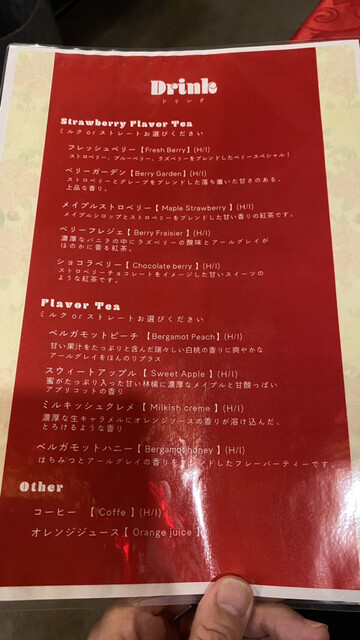 Drink
ドリンク
Strawberry Flavor Tea
ミルク or ストレートお選びください
フレッシュベリー【 Fresh Berry】(H/I)
ストロベリー、ブルーベリー、ラズベリーをブレンドしたベリースペシャル！
ベリーガーデン【 Berry Garden】(H/I)
ストロベリーとグレープをブレンドした落ち着いた甘さのある、
上品な香り。
メイプルストロベリー【 Maple Strawberry 】(H/I)
メイプルシロップとストロベリーをブレンドした甘い香りの紅茶です。
ベリーフレジェ【 Berry Fraisier 】(H/I)
濃厚なバニラの中にラズベリーの酸味とアールグレイが
ほのかに香る紅茶。
ショコラベリー【 Chocolate berry 】(H/I)
ストロベリーチョコレートをイメージした甘いスイーツの
ような紅茶です。
Flavor Tea
ミルク or ストレートお選びください
ベルガモットピーチ 【 Bergamot Peach】(H/I)
甘い果汁をたっぷりと含んだ瑞々しい白桃の香りに爽やかな
アールグレイをほんのりプラス
スウィートアップル【 Sweet Apple 】(H/I)
蜜がたっぷり入った甘い林檎に濃厚なメイプルと甘酸っぱい
アプリコットの香り
ミルキッシュクレメ【 Milkish creme 】(H/I)
濃厚な生キャラメルにオレンジソースの香りが溶け込んだ、
とろけるような香り
ベルガモットハニー【 Bergamot honey 】(H/I)
はちみつとアールグレイの香りをブレンドしたフレーバーティーです。
Other
コーヒー 【 Coffe 】(H/I)
オレンジジュース【 Orange juice 】